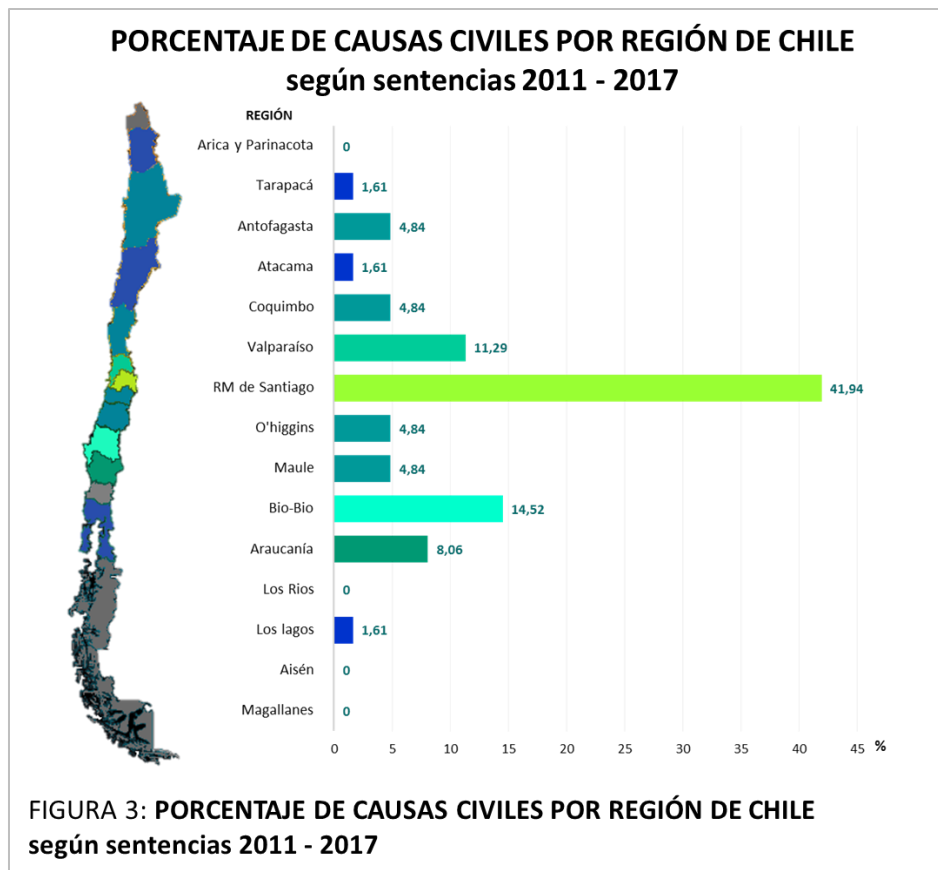 PORCENTAJE DE CAUSAS CIVILES POR REGIÓN DE CHILE
según sentencias 2011 - 2017
REGIÓN
Arica y Parinacota 0
Tarapacá 1,61
Antofagasta 4,84
Atacama 1,61
Coquimbo 4,84
Valparaíso 11,29
RM de Santiago 41,94
O'higgins 4,84
Maule 4,84
Bio-Bio 14,52
Araucanía 8,06
Los Rios 0
Los lagos 1,61
Aisén 0
Magallanes 0
0 5 10 15 20 25 30 35 40 45 %
FIGURA 3: PORCENTAJE DE CAUSAS CIVILES POR REGIÓN DE CHILE
según sentencias 2011 - 2017